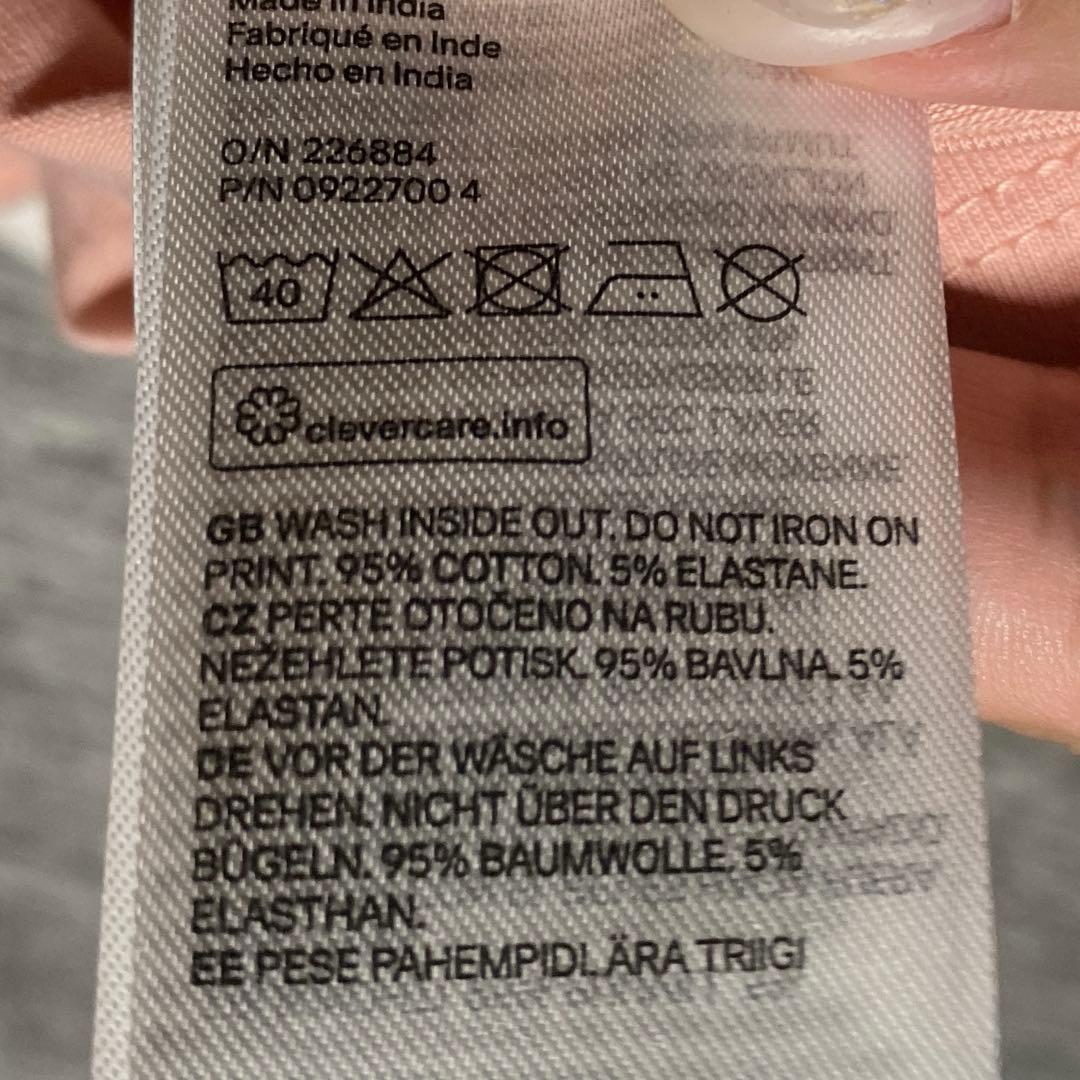 Made in India
Fabriqué en Inde
Hecho en India
O/N 226884
P/N 0922700 4
40
clevercare.info
GB WASH INSIDE OUT. DO NOT IRON ON
PRINT. 95% COTTON. 5% ELASTANE.
CZ PERTE OTOČENO NA RUBU.
NEŽEHLETE POTISK. 95% BAVLNA. 5%
ELASTAN.
DE VOR DER WÄSCHE AUF LINKS
DREHEN. NICHT ÜBER DEN DRUCK
BÜGELN. 95% BAUMWOLLE. 5%
ELASTHAN.
EE PESE PAHEMPIDI. ÄRA TRIIGI